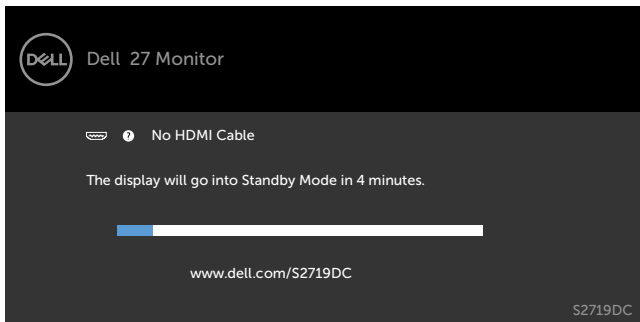 DELL Dell 27 Monitor
? No HDMI Cable
The display will go into Standby Mode in 4 minutes.
www.dell.com/S2719DC
S2719DC